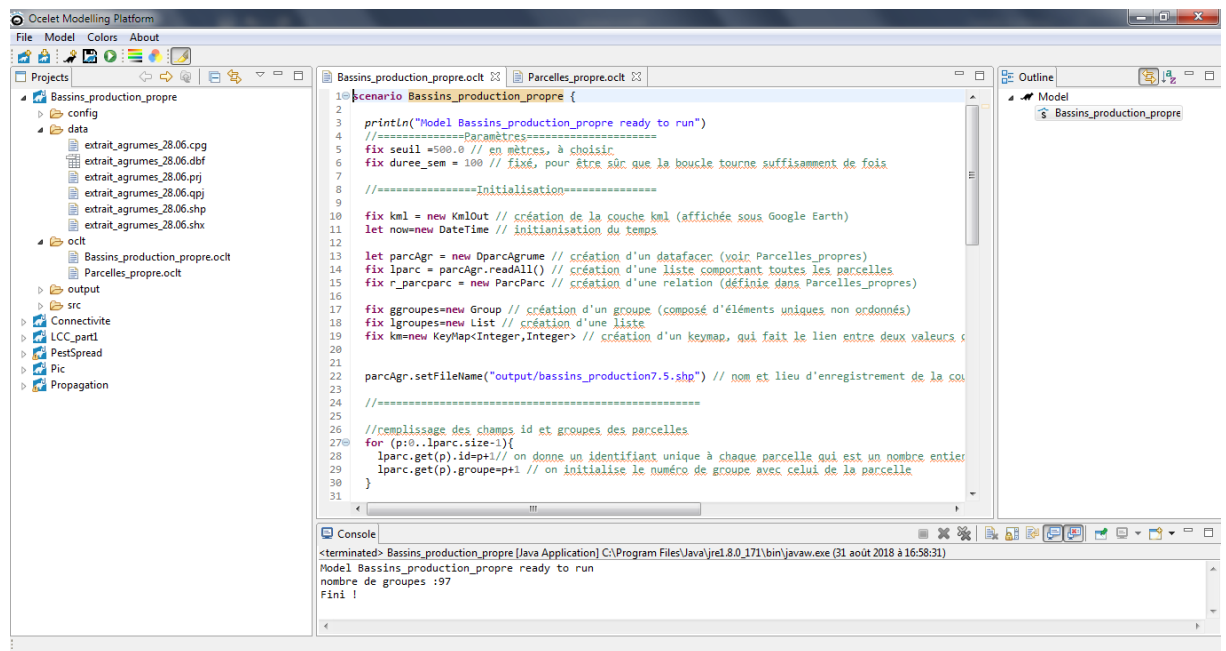 Ocelet Modelling Platform
File Model Colors About
Projects
Bassins_production_propre
config
data
extrait_agrumes_28.06.cpg
extrait_agrumes_28.06.dbf
extrait_agrumes_28.06.prj
extrait_agrumes_28.06.qpj
extrait_agrumes_28.06.shp
extrait_agrumes_28.06.shx
oclt
Bassins_production_propre.oclt
Parcelles_propre.oclt
output
src
Connectivite
LCC_part1
PestSpread
Pic
Propagation
Bassins_production_propre.oclt Parcelles_propre.oclt
1 scenario Bassins_production_propre {
2
3 println("Model Bassins_production_propre ready to run")
4 //==============Paramètres=====================
5 fix seuil =500.0 // en mètres, à choisir
6 fix duree_sem = 100 // fixé, pour être sûr que la boucle tourne suffisamment de fois
7
8 //================Initialisation===============
9
10 fix kml = new KmlOut // création de la couche kml (affichée sous Google Earth)
11 let now=new DateTime // initianisation du temps
12
13 let parcAgr = new DparcAgrume // création d'un datafacer (voir Parcelles_propres)
14 fix lparc = parcAgr.readAll() // création d'une liste comportant toutes les parcelles
15 fix r_parcparc = new ParcParc // création d'une relation (définie dans Parcelles_propres)
16
17 fix ggroupes=new Group // création d'un groupe (composé d'éléments uniques non ordonnés)
18 fix lgroupes=new List // création d'une liste
19 fix km=new KeyMap<Integer,Integer> // création d'un keymap, qui fait le lien entre deux valeurs
20
21
22 parcAgr.setFileName("output/bassins_production7.5.shp") // nom et lieu d'enregistrement de la cou
23
24 //===================================================
25
26 //remplissage des champs id et groupes des parcelles
27 for (p:0..lparc.size-1){
28 lparc.get(p).id=p+1// on donne un identifiant unique à chaque parcelle qui est un nombre entier
29 lparc.get(p).groupe=p+1 // on initialise le numéro de groupe avec celui de la parcelle
30 }
31
Outline
Model
Bassins_production_propre
Console
<terminated> Bassins_production_propre [Java Application] C:\Program Files\Java\jre1.8.0_171\bin\javaw.exe (31 août 2018 à 16:58:31)
Model Bassins_production_propre ready to run
nombre de groupes :97
Fini !